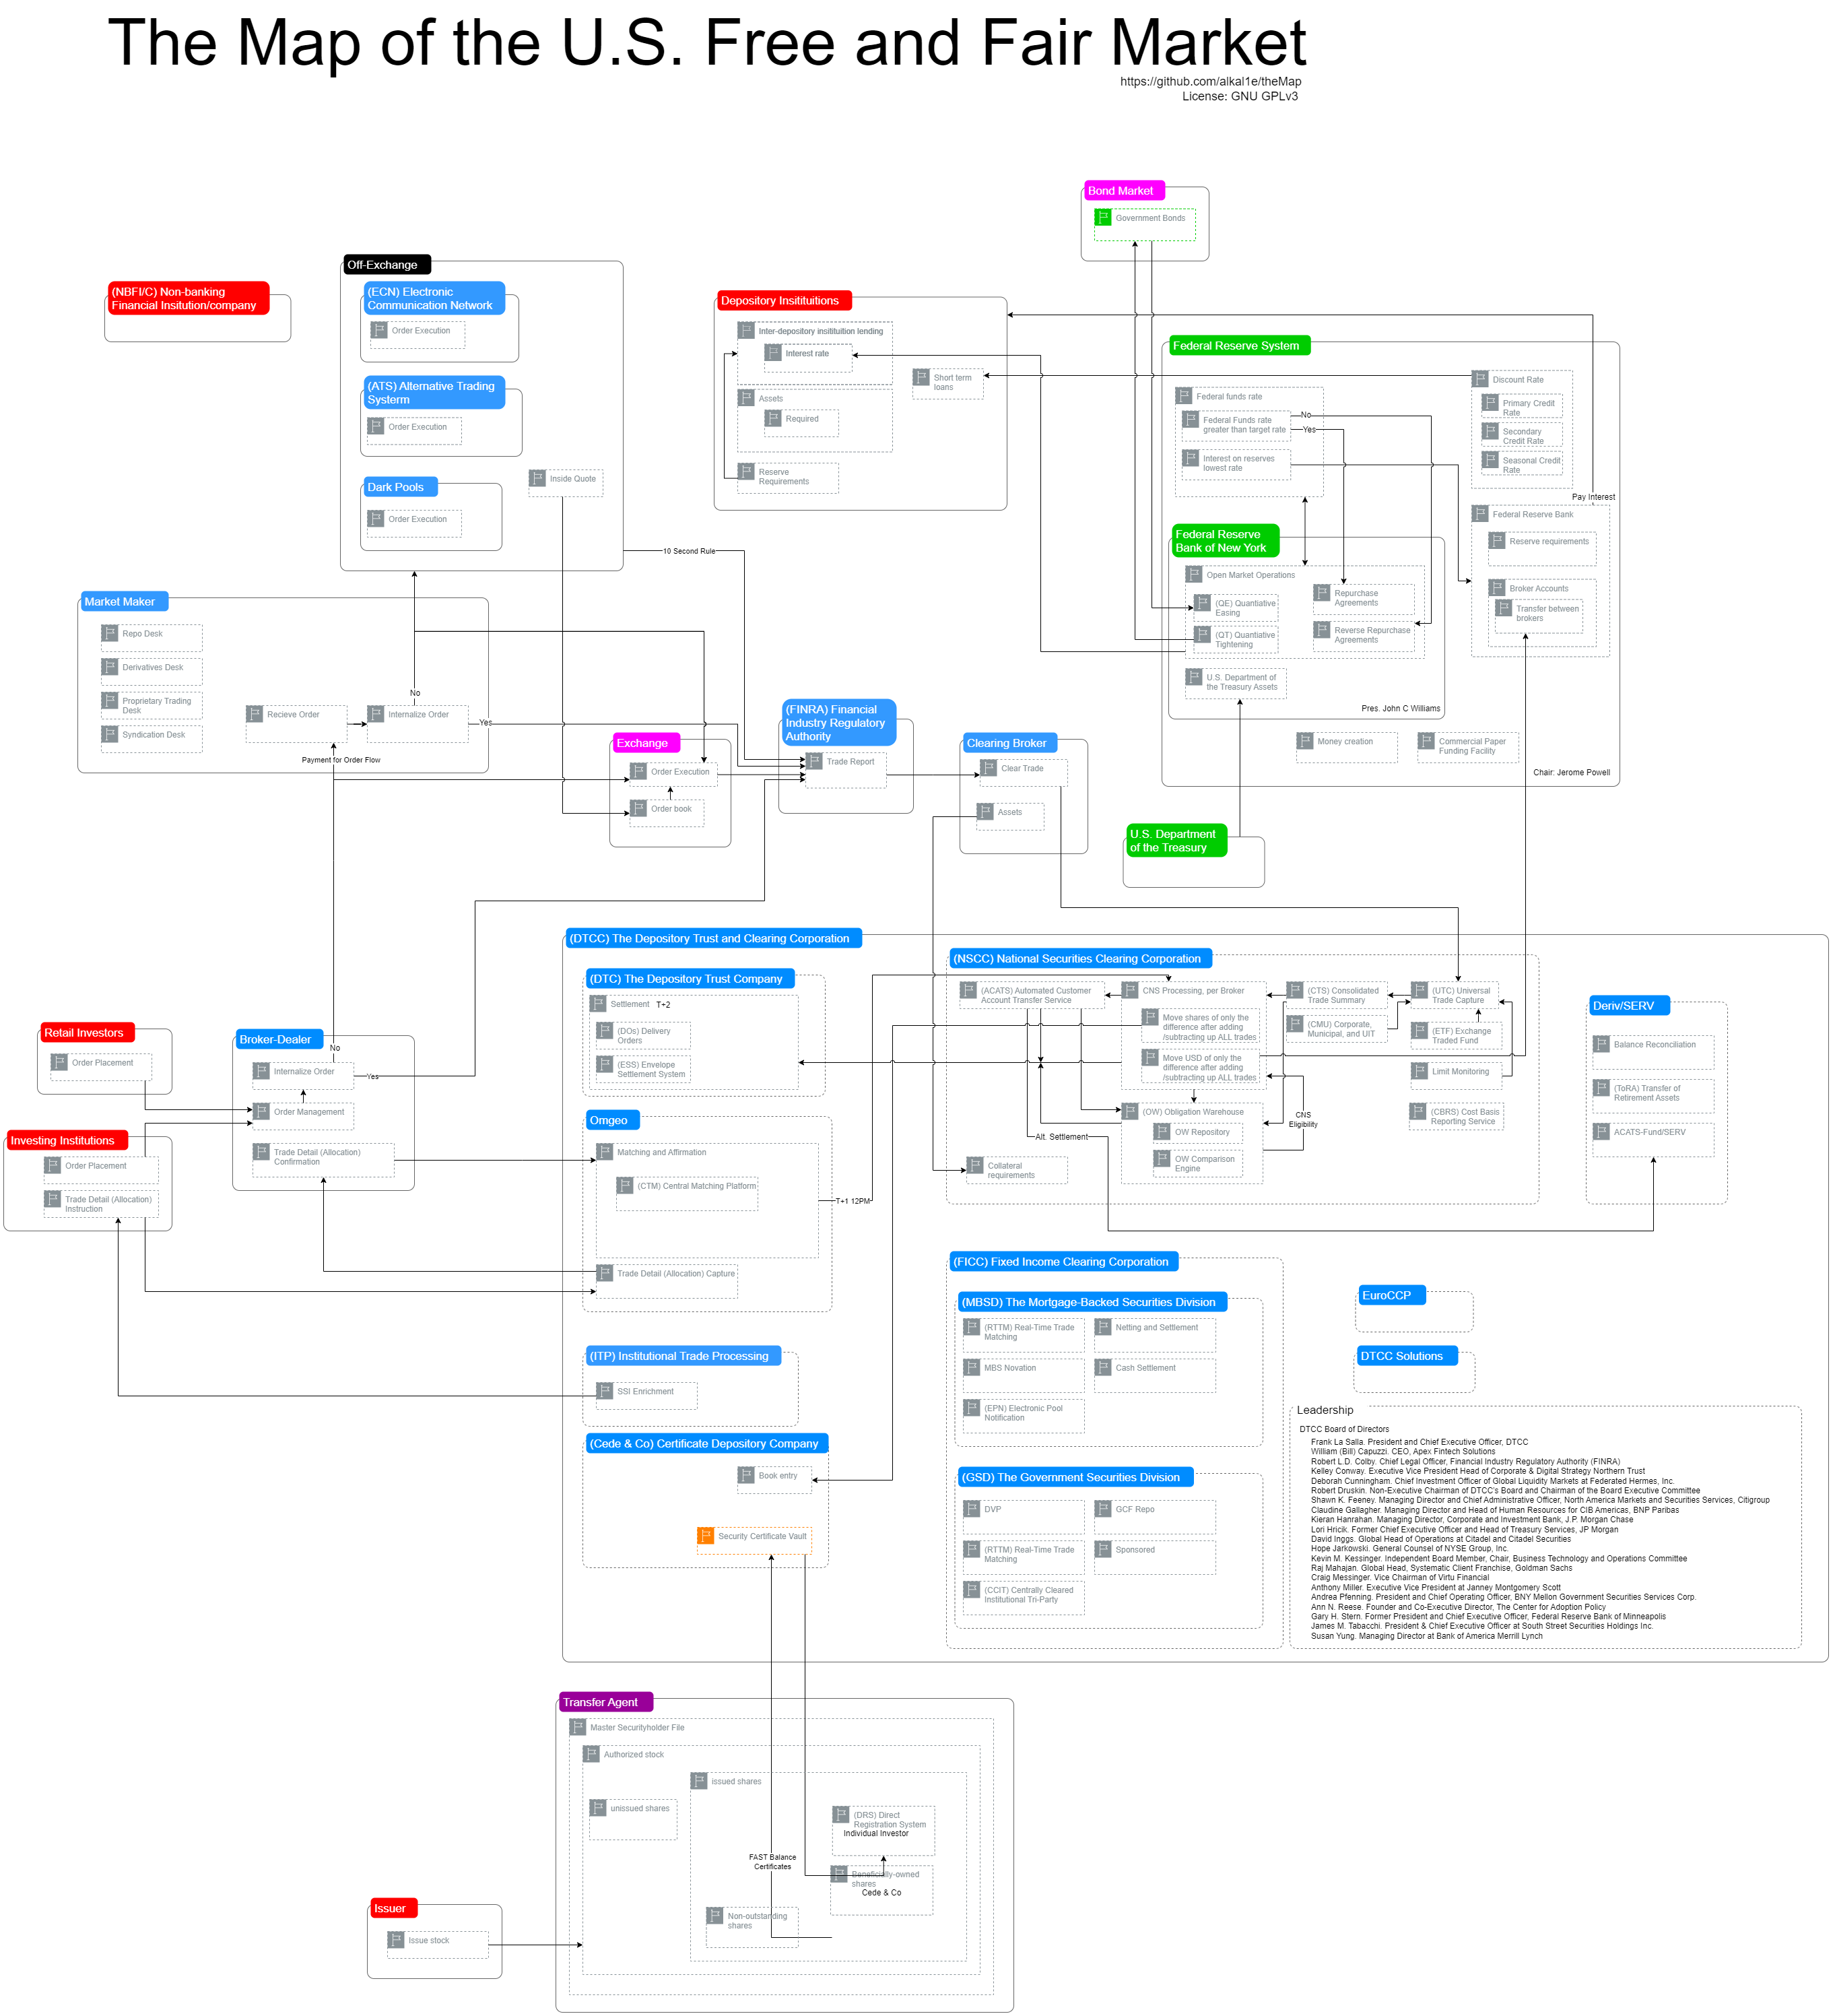 The Map of the U.S. Free and Fair Market
https://github.com/alkal1e/theMap
License: GNU GPLv3
Bond Market
Government Bonds
(NBFI/C) Non-banking
Financial Insitution/company
Off-Exchange
(ECN) Electronic
Communication Network
Order Execution
(ATS) Alternative Trading
Systerm
Order Execution
Dark Pools
Order Execution
Inside Quote
10 Second Rule
Depository Insitituitions
Inter-depository insitituition lending
Interest rate
Assets
Required
Reserve
Requirements
Short term
loans
Federal Reserve System
Federal funds rate
Federal Funds rate
greater than target rate
No
Yes
Interest on reserves
lowest rate
Discount Rate
Primary Credit
Rate
Secondary
Credit Rate
Seasonal Credit
Rate
Pay Interest
Federal Reserve Bank
Reserve requirements
Broker Accounts
Transfer between
brokers
Federal Reserve
Bank of New York
Open Market Operations
(QE) Quantiative
Easing
(QT) Quantiative
Tightening
Repurchase
Agreements
Reverse Repurchase
Agreements
U.S. Department of
the Treasury Assets
Pres. John C Williams
Money creation
Commercial Paper
Funding Facility
Chair: Jerome Powell
U.S. Department
of the Treasury
Market Maker
Repo Desk
Derivatives Desk
Proprietary Trading
Desk
Syndication Desk
Recieve Order
Internalize Order
No
Yes
Payment for Order Flow
Exchange
Order Execution
Order book
(FINRA) Financial
Industry Regulatory
Authority
Trade Report
Clearing Broker
Clear Trade
Assets
Retail Investors
Order Placement
Investing Institutions
Order Placement
Trade Detail (Allocation)
Instruction
Broker-Dealer
No
Internalize Order
Yes
Order Management
Trade Detail (Allocation)
Confirmation
(DTCC) The Depository Trust and Clearing Corporation
(DTC) The Depository Trust Company
Settlement
T+2
(DOs) Delivery
Orders
(ESS) Envelope
Settlement System
Omgeo
Matching and Affirmation
(CTM) Central Matching Platform
T+1 12PM
Trade Detail (Allocation) Capture
(ITP) Institutional Trade Processing
SSI Enrichment
(Cede & Co) Certificate Depository Company
Book entry
Security Certificate Vault
(NSCC) National Securities Clearing Corporation
(ACATS) Automated Customer
Account Transfer Service
CNS Processing, per Broker
Move shares of only the
difference after adding
/subtracting up ALL trades
Move USD of only the
difference after adding
/subtracting up ALL trades
(CTS) Consolidated
Trade Summary
(CMU) Corporate,
Municipal, and UIT
(UTC) Universal
Trade Capture
(ETF) Exchange
Traded Fund
Limit Monitoring
(CBRS) Cost Basis
Reporting Service
(OW) Obligation Warehouse
OW Repository
OW Comparison
Engine
CNS
Eligibility
Alt. Settlement
Collateral
requirements
Deriv/SERV
Balance Reconciliation
(ToRA) Transfer of
Retirement Assets
ACATS-Fund/SERV
(FICC) Fixed Income Clearing Corporation
(MBSD) The Mortgage-Backed Securities Division
(RTTM) Real-Time Trade
Matching
Netting and Settlement
MBS Novation
Cash Settlement
(EPN) Electronic Pool
Notification
(GSD) The Government Securities Division
DVP
GCF Repo
(RTTM) Real-Time Trade
Matching
Sponsored
(CCIT) Centrally Cleared
Institutional Tri-Party
EuroCCP
DTCC Solutions
Leadership
DTCC Board of Directors
Frank La Salla. President and Chief Executive Officer, DTCC
William (Bill) Capuzzi. CEO, Apex Fintech Solutions
Robert L.D. Colby. Chief Legal Officer, Financial Industry Regulatory Authority (FINRA)
Kelley Conway. Executive Vice President Head of Corporate & Digital Strategy Northern Trust
Deborah Cunningham. Chief Investment Officer of Global Liquidity Markets at Federated Hermes, Inc.
Robert Druskin. Non-Executive Chairman of DTCC's Board and Chairman of the Board Executive Committee
Shawn K. Feeney. Managing Director and Chief Administrative Officer, North America Markets and Securities Services, Citigroup
Claudine Gallagher. Managing Director and Head of Human Resources for CIB Americas, BNP Paribas
Kieran Hanrahan. Managing Director, Corporate and Investment Bank, J.P. Morgan Chase
Lori Hricik. Former Chief Executive Officer and Head of Treasury Services, JP Morgan
David Inggs. Global Head of Operations at Citadel and Citadel Securities
Hope Jarkowski. General Counsel of NYSE Group, Inc.
Kevin M. Kessinger. Independent Board Member, Chair, Business Technology and Operations Committee
Raj Mahajan. Global Head, Systematic Client Franchise, Goldman Sachs
Craig Messinger. Vice Chairman of Virtu Financial
Anthony Miller. Executive Vice President at Janney Montgomery Scott
Andrea Pfenning. President and Chief Operating Officer, BNY Mellon Government Securities Services Corp.
Ann N. Reese. Founder and Co-Executive Director, The Center for Adoption Policy
Gary H. Stern. Former President and Chief Executive Officer, Federal Reserve Bank of Minneapolis
James M. Tabacchi. President & Chief Executive Officer at South Street Securities Holdings Inc.
Susan Yung. Managing Director at Bank of America Merrill Lynch
Transfer Agent
Master Securityholder File
Authorized stock
issued shares
unissued shares
(DRS) Direct
Registration System
Individual Investor
FAST Balance
Certificates
Beneficially-owned
shares
Cede & Co
Non-outstanding
shares
Issuer
Issue stock